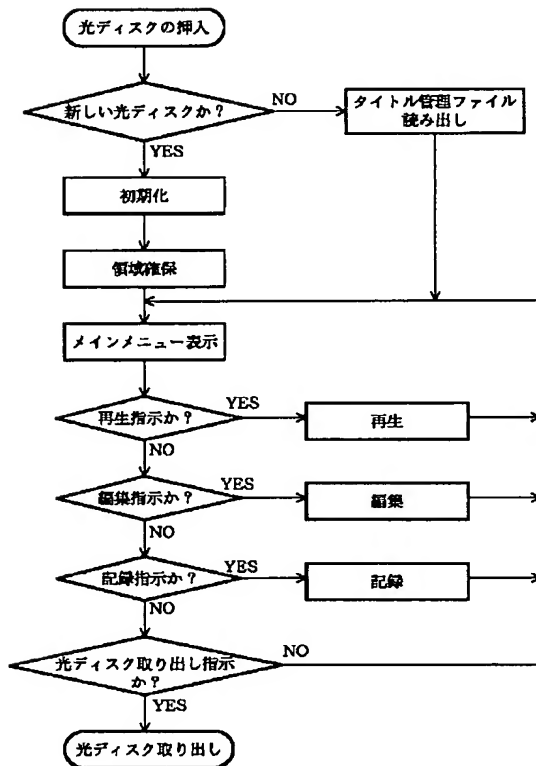 光ディスクの挿入
新しい光ディスクか？
NO
タイトル管理ファイル
読み出し
YES
初期化
領域確保
メインメニュー表示
再生指示か？
YES
再生
NO
編集指示か？
YES
編集
NO
記録指示か？
YES
記録
NO
光ディスク取り出し指示
か？
NO
YES
光ディスク取り出し